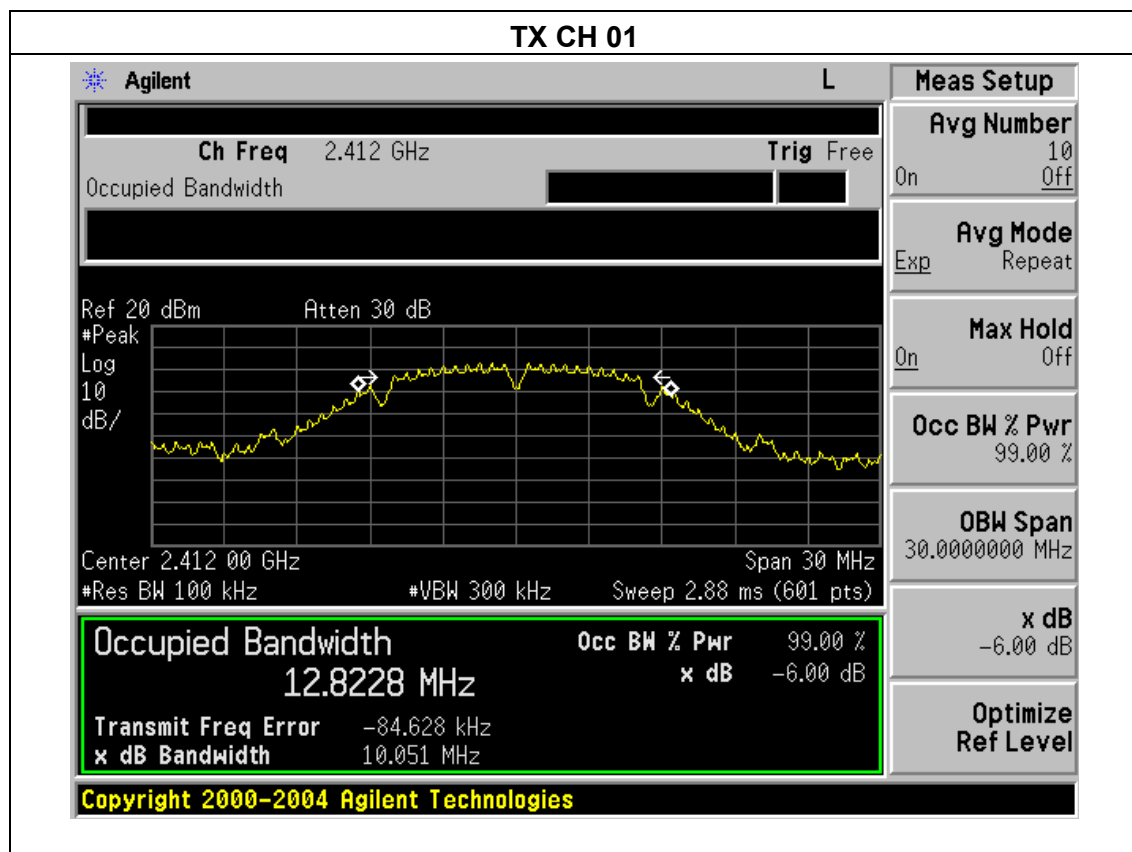 TX CH 01
Agilent L
Ch Freq 2.412 GHz Trig Free
Occupied Bandwidth
Ref 20 dBm Atten 30 dB
#Peak
Log
10
dB/
Center 2.412 00 GHz Span 30 MHz
#Res BW 100 kHz #VBW 300 kHz Sweep 2.88 ms (601 pts)
Occupied Bandwidth Occ BW % Pwr 99.00 %
12.8228 MHz x dB -6.00 dB
Transmit Freq Error -84.628 kHz
x dB Bandwidth 10.051 MHz
Copyright 2000-2004 Agilent Technologies
Meas Setup
Avg Number
10
On Off
Avg Mode
Exp Repeat
Max Hold
On Off
Occ BW % Pwr
99.00 %
OBW Span
30.0000000 MHz
x dB
-6.00 dB
Optimize
Ref Level